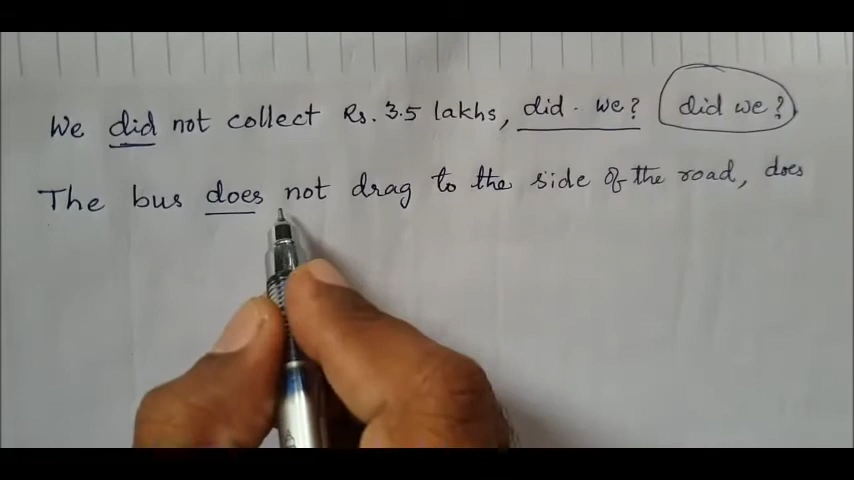 We did not collect Rs. 3.5 lakhs, did we? did we?
The bus does not drag to the side of the road, does